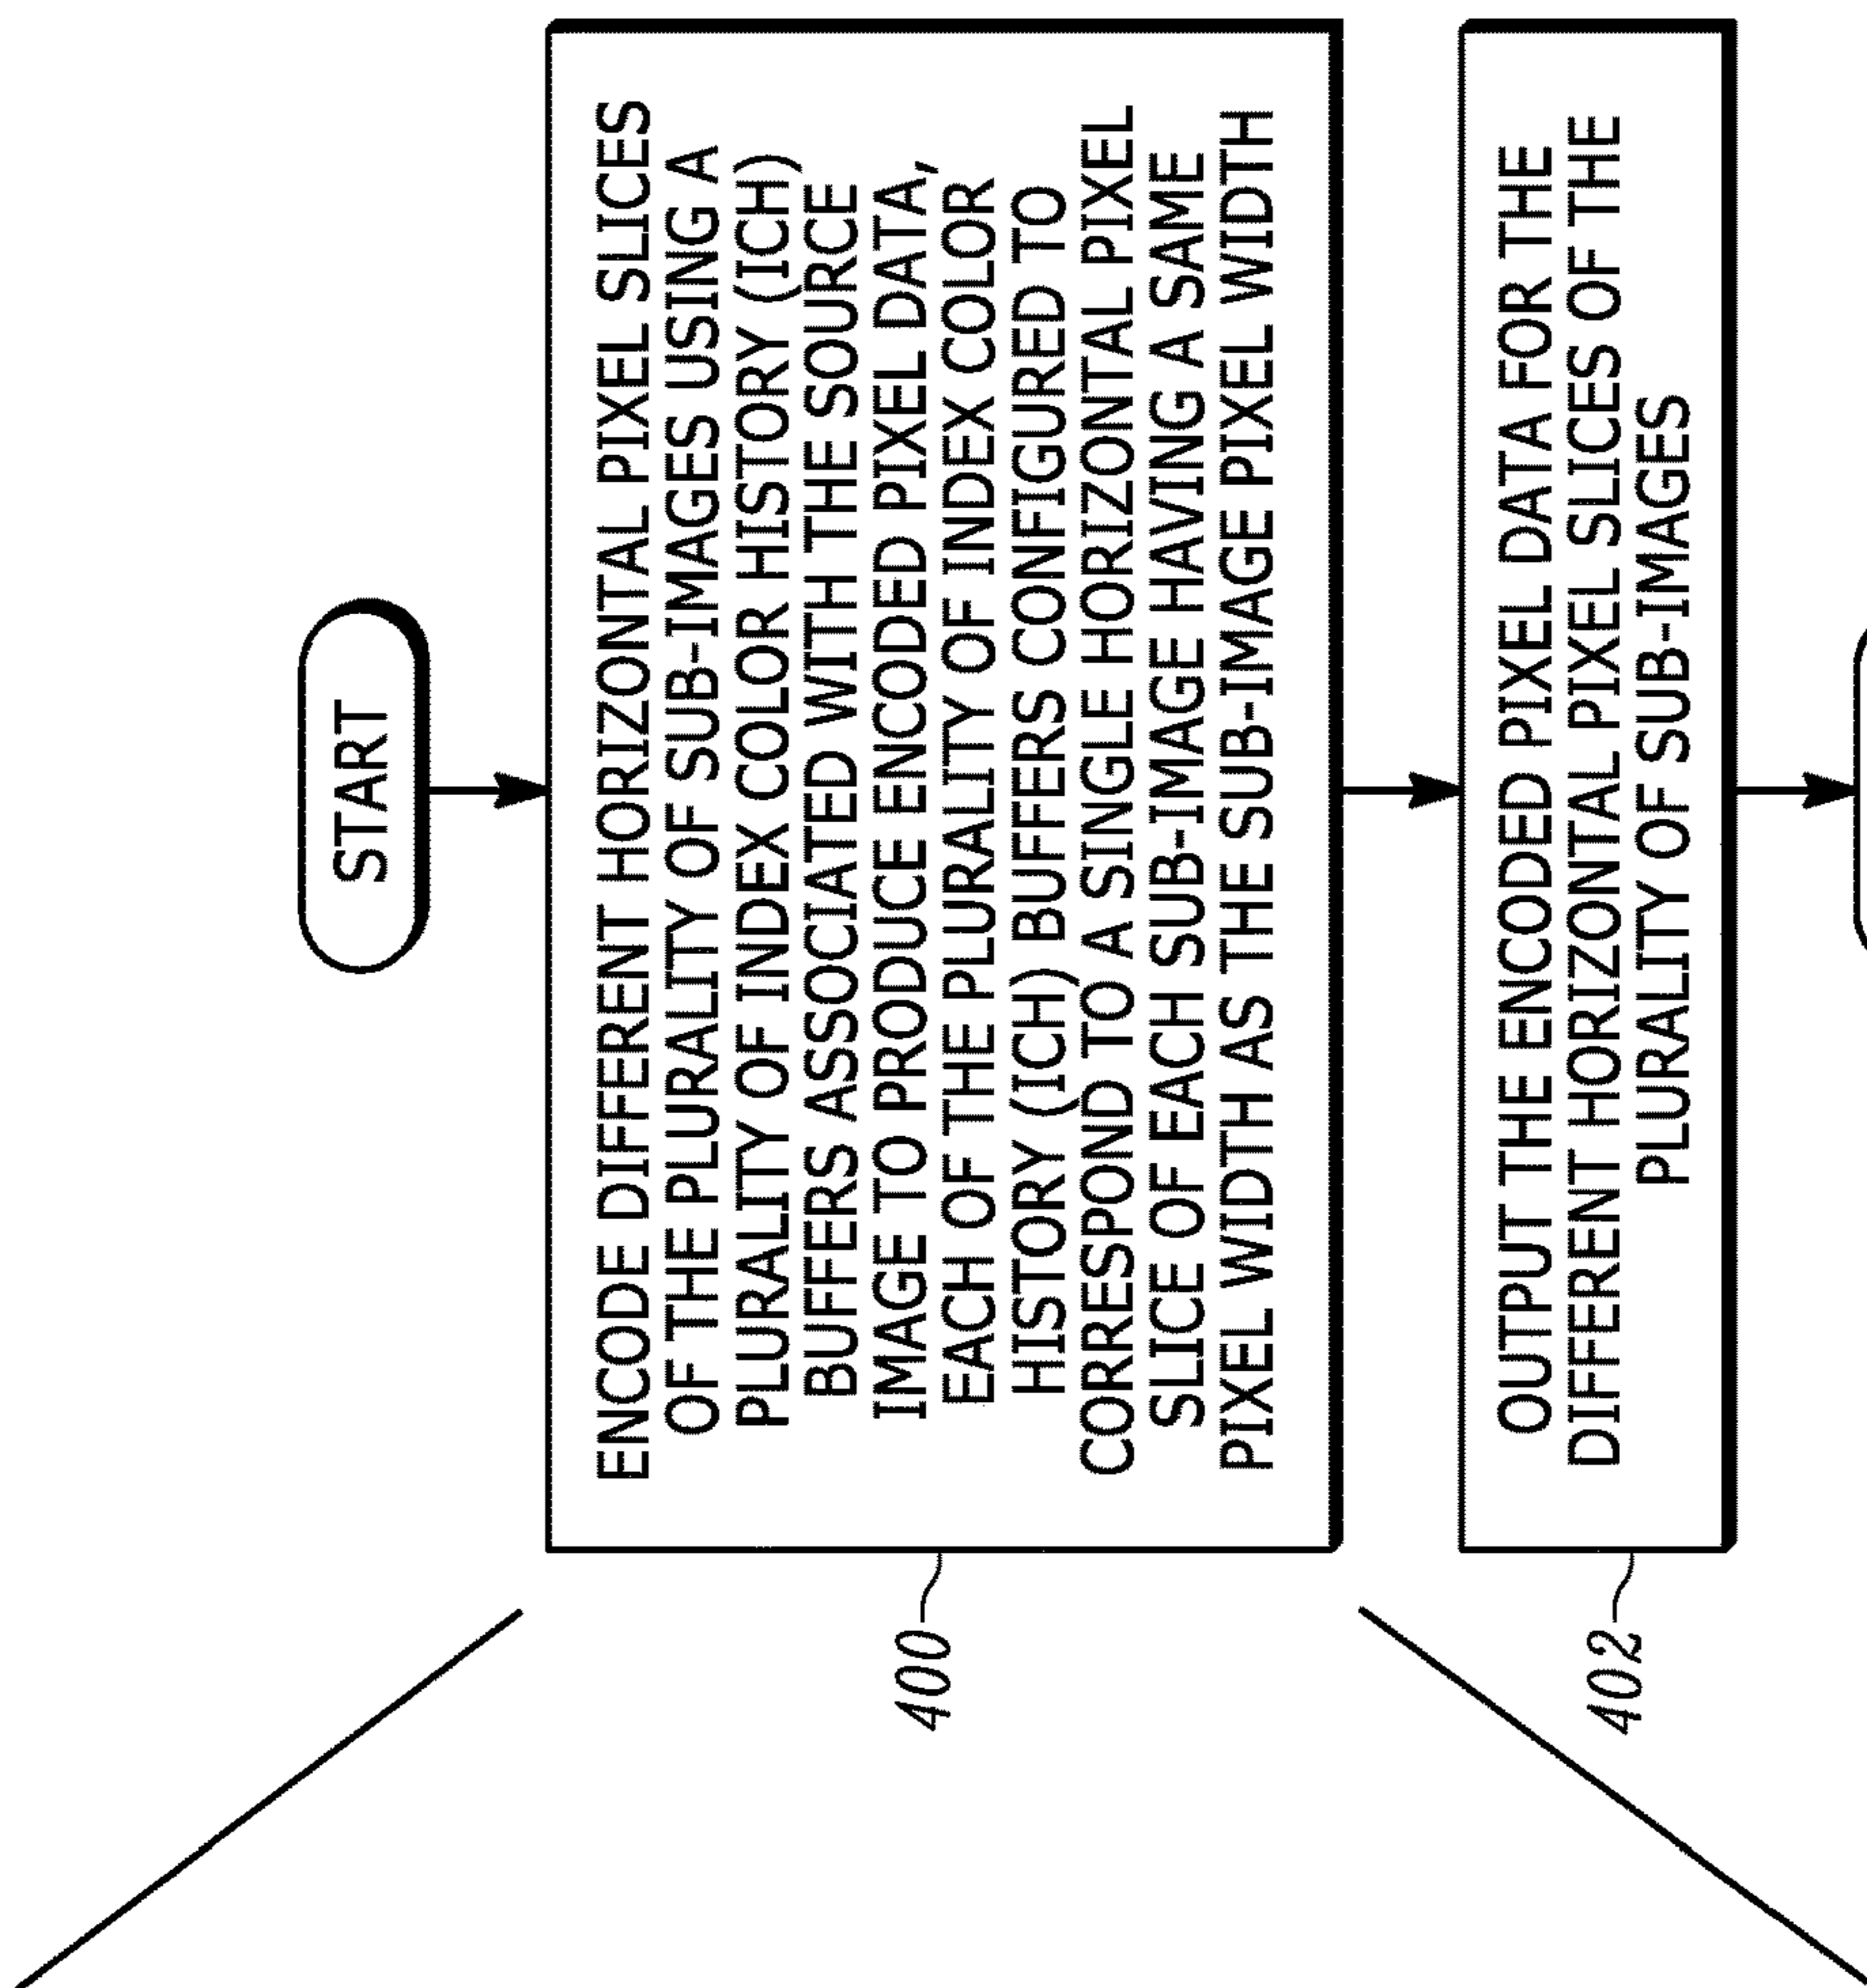 START
ENCODE DIFFERENT HORIZONTAL PIXEL SLICES
OF THE PLURALITY OF SUB-IMAGES USING A
PLURALITY OF INDEX COLOR HISTORY (ICH)
BUFFERS ASSOCIATED WITH THE SOURCE
IMAGE TO PRODUCE ENCODED PIXEL DATA,
EACH OF THE PLURALITY OF INDEX COLOR
HISTORY (ICH) BUFFERS CONFIGURED TO
CORRESPOND TO A SINGLE HORIZONTAL PIXEL
SLICE OF EACH SUB-IMAGE HAVING A SAME
PIXEL WIDTH AS THE SUB-IMAGE PIXEL WIDTH
400
OUTPUT THE ENCODED PIXEL DATA FOR THE
DIFFERENT HORIZONTAL PIXEL SLICES OF THE
PLURALITY OF SUB-IMAGES
402